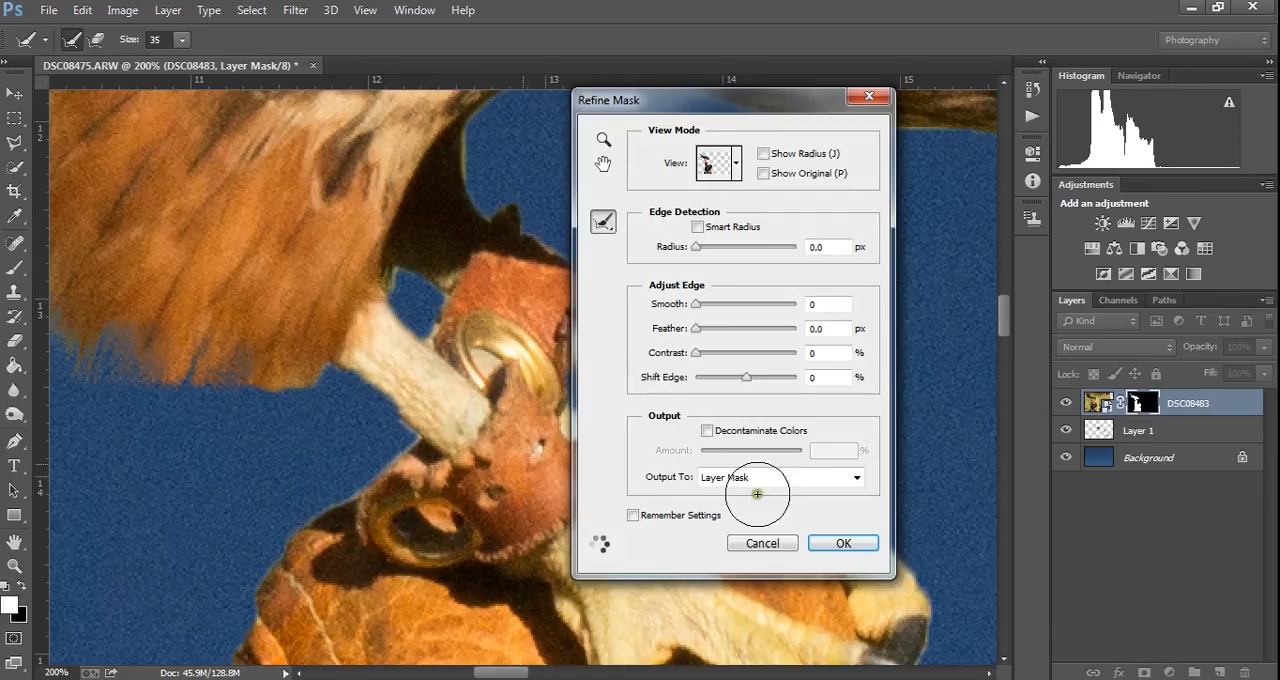 Ps File Edit Image Layer Type Select Filter 3D View Window Help
Size: 35
Photography
DSC08475.ARW @ 200% (DSC08483, Layer Mask/8) * ×
11 12 13 14 15
Histogram Navigator
Refine Mask
View Mode
View:
Show Radius (J)
Show Original (P)
Edge Detection
Smart Radius
Radius: 0.0 px
Adjust Edge
Smooth: 0
Feather: 0.0 px
Contrast: 0 %
Shift Edge: 0 %
Output
Decontaminate Colors
Amount: %
Output To: Layer Mask
Remember Settings
Cancel OK
Adjustments
Add an adjustment
Layers Channels Paths
Kind
Normal Opacity: 100%
Lock: Fill: 100%
DSC08483
Layer 1
Background
1
2
1
3
1
4
1
200% Doc: 45.9M/128.8M